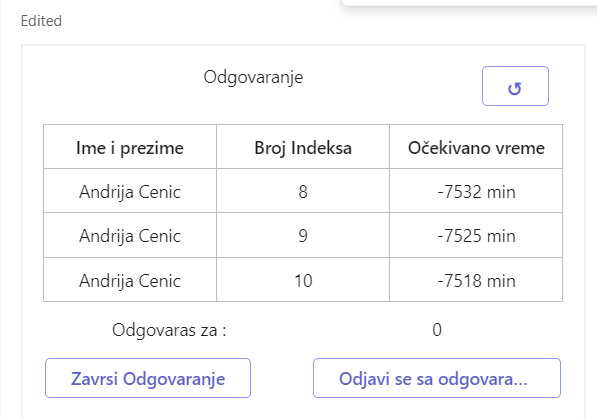 Edited
Odgovaranje
↺
Ime i prezime Broj Indeksa Očekivano vreme
Andrija Cenic 8 -7532 min
Andrija Cenic 9 -7525 min
Andrija Cenic 10 -7518 min
Odgovaras za : 0
Zavrsi Odgovaranje Odjavi se sa odgovara...